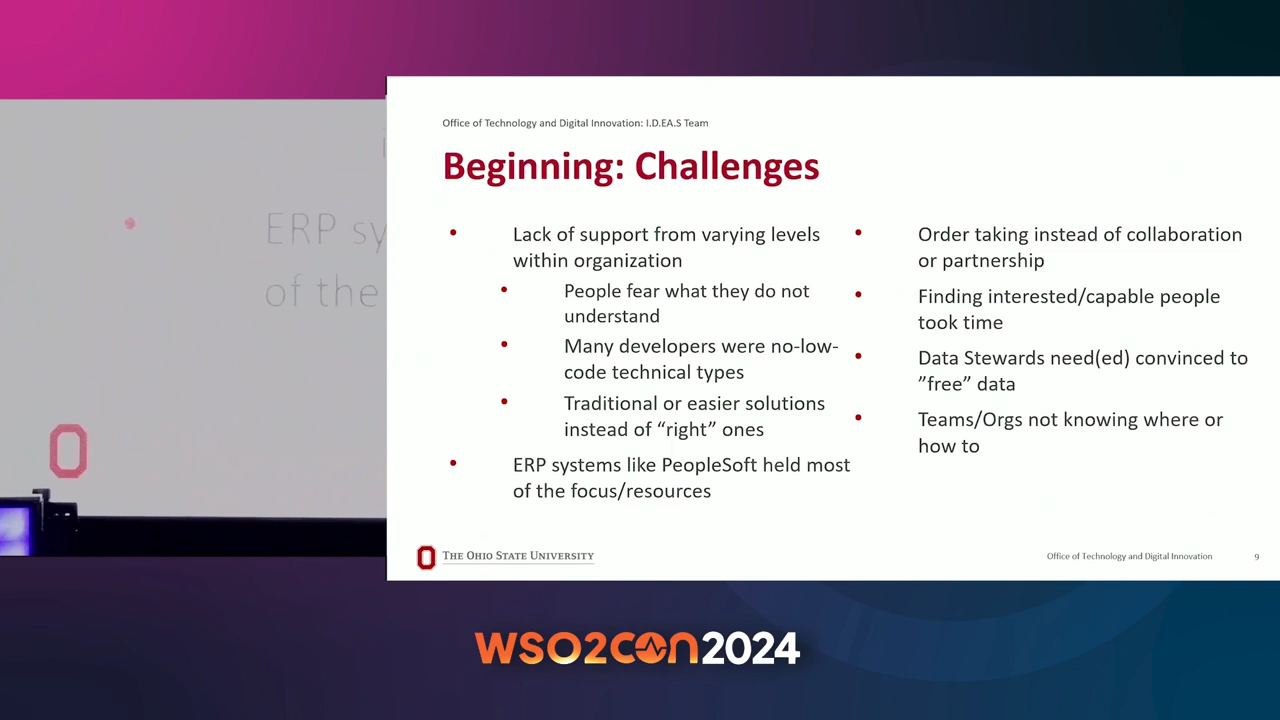 ERP sy
of the
Office of Technology and Digital Innovation: I.D.EA.S Team
Beginning: Challenges
• Lack of support from varying levels
within organization
• People fear what they do not
understand
• Many developers were no-low-
code technical types
• Traditional or easier solutions
instead of “right” ones
• ERP systems like PeopleSoft held most
of the focus/resources
• Order taking instead of collaboration
or partnership
• Finding interested/capable people
took time
• Data Stewards need(ed) convinced to
”free” data
• Teams/Orgs not knowing where or
how to
THE OHIO STATE UNIVERSITY
Office of Technology and Digital Innovation
9
WSO2CON2024